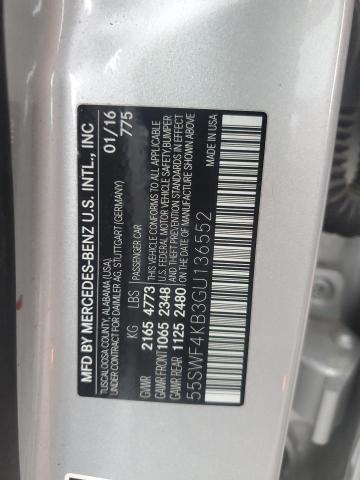 MFD BY MERCEDES-BENZ U.S. INTL., INC
TUSCALOOSA COUNTY, ALABAMA (USA),
UNDER CONTRACT FOR DAIMLER AG, STUTTGART (GERMANY)
01/16
775
PASSENGER CAR
KG LBS
GVWR 2165 4773
GAWR FRONT 1065 2348
GAWR REAR 1125 2480
THIS VEHICLE CONFORMS TO ALL APPLICABLE
U.S. FEDERAL MOTOR VEHICLE SAFETY, BUMPER
AND THEFT PREVENTION STANDARDS IN EFFECT
ON THE DATE OF MANUFACTURE SHOWN ABOVE
55SWF4KB3GU136552
MADE IN USA